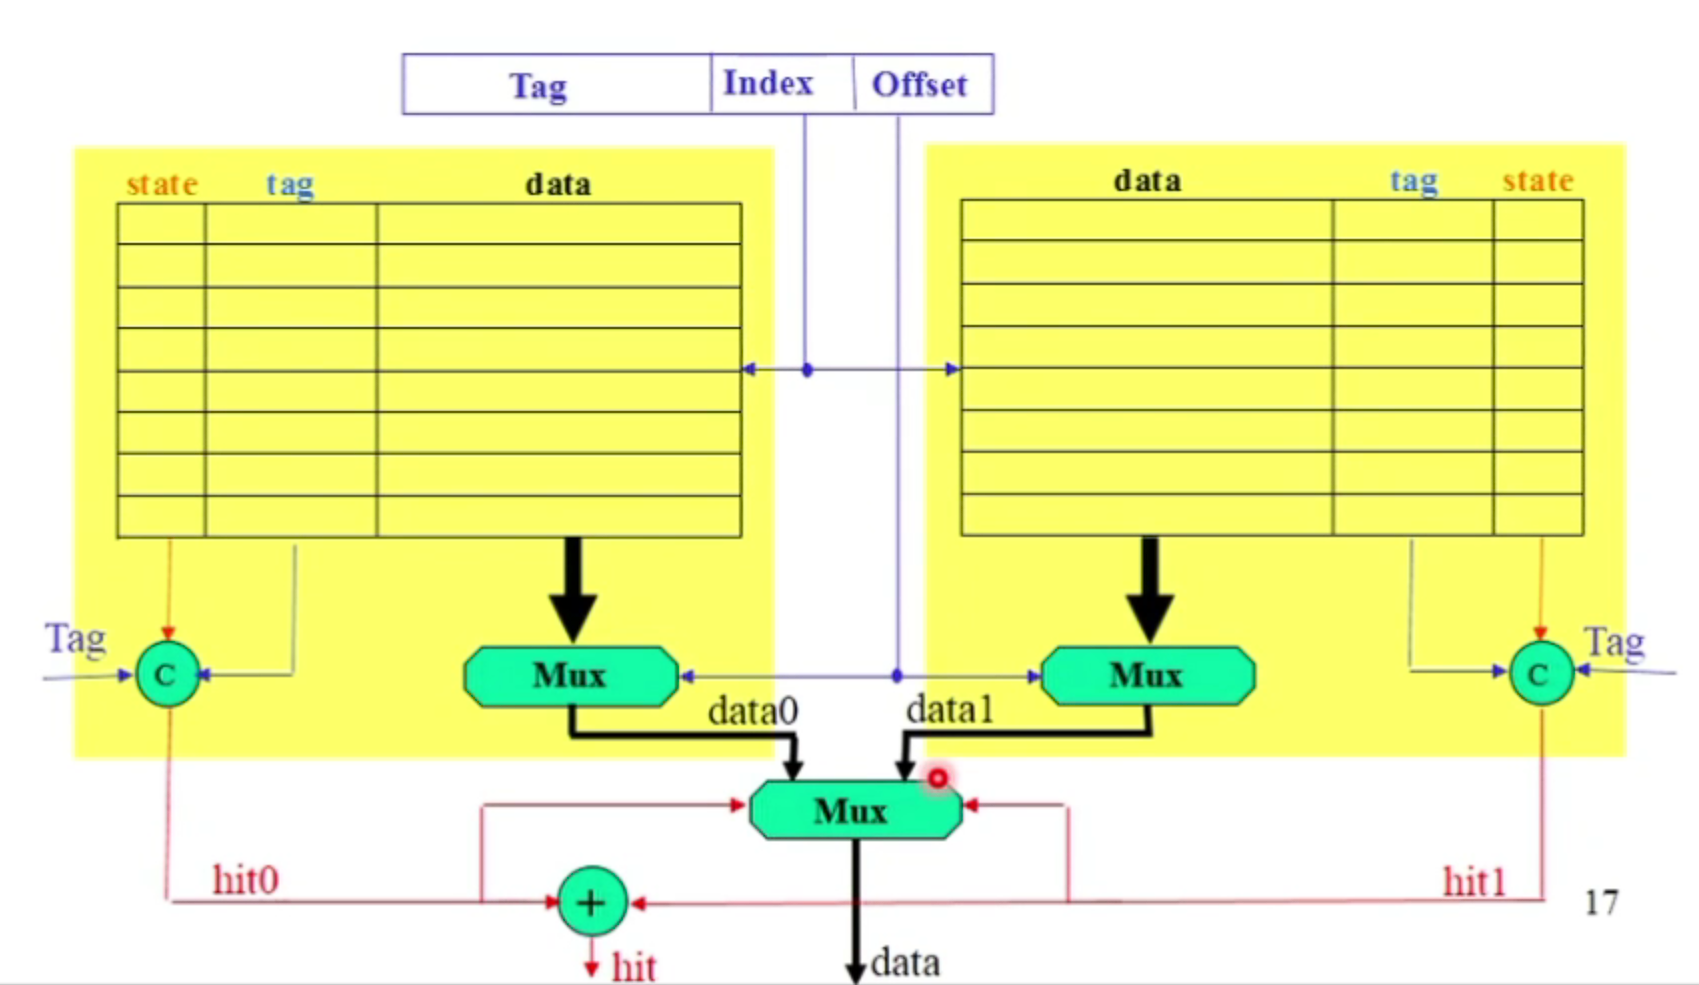 Tag Index Offset
state tag data
data tag state
Tag
C
Mux
Mux
C
Tag
data0
data1
Mux
hit0
+
hit1
17
hit
data